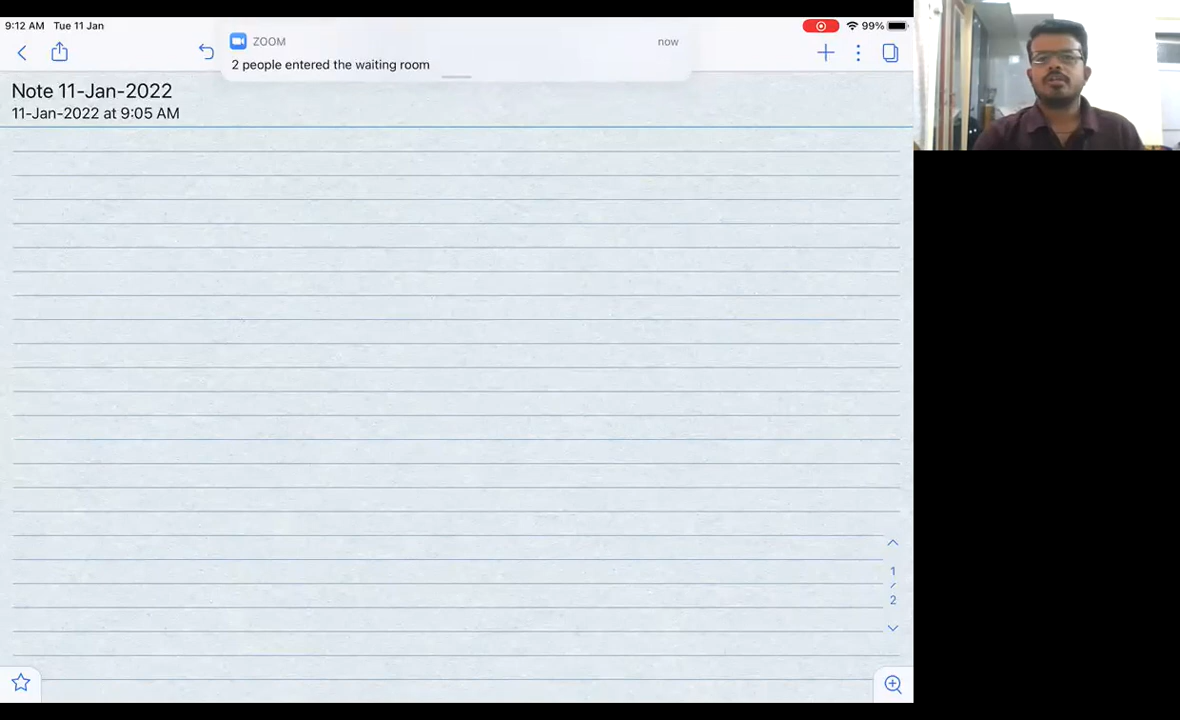 9:12 AM Tue 11 Jan
99%
ZOOM
now
2 people entered the waiting room
Note 11-Jan-2022
11-Jan-2022 at 9:05 AM
1
/
2